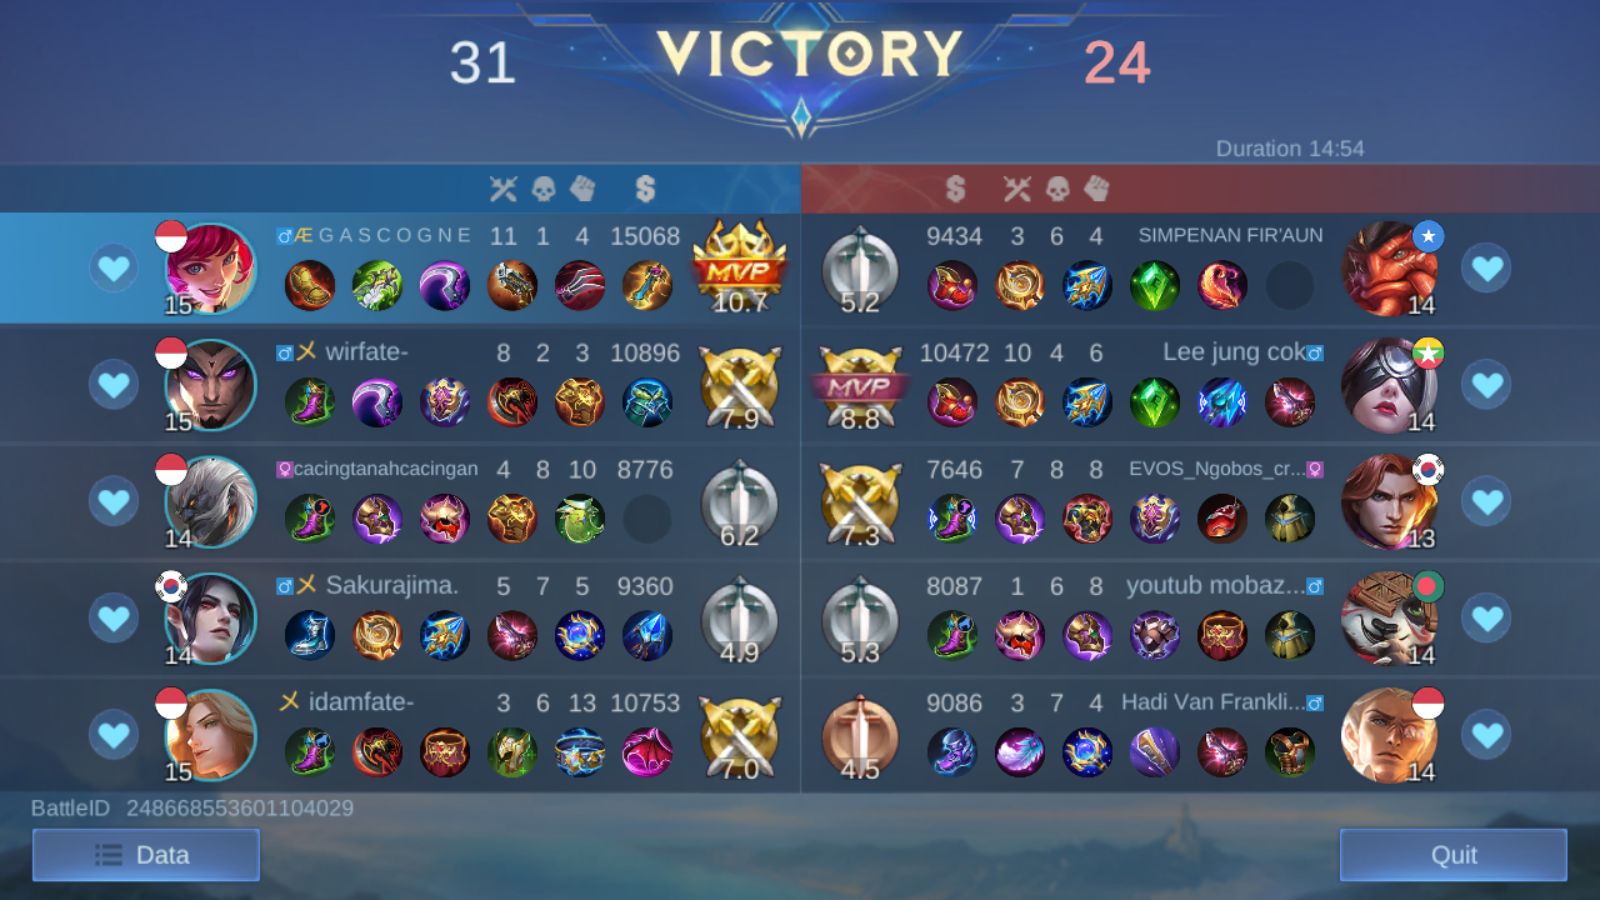 31 VICTORY 24
Duration 14:54
ÆGASCOGNE 11 1 4 15068 MVP 10.7 15
5.2 9434 3 6 4 SIMPENAN FIR'AUN 14
wirfate- 8 2 3 10896 7.9 15
MVP 8.8 10472 10 4 6 Lee jung cok 14
cacingtanahcacingan 4 8 10 8776 6.2 14
7.3 7646 7 8 8 EVOS_Ngobos_cr... 13
Sakurajima. 5 7 5 9360 4.9 14
5.3 8087 1 6 8 youtub mobaz... 14
idamfate- 3 6 13 10753 7.0 15
4.5 9086 3 7 4 Hadi Van Frankli... 14
BattleID 248668553601104029
Data
Quit